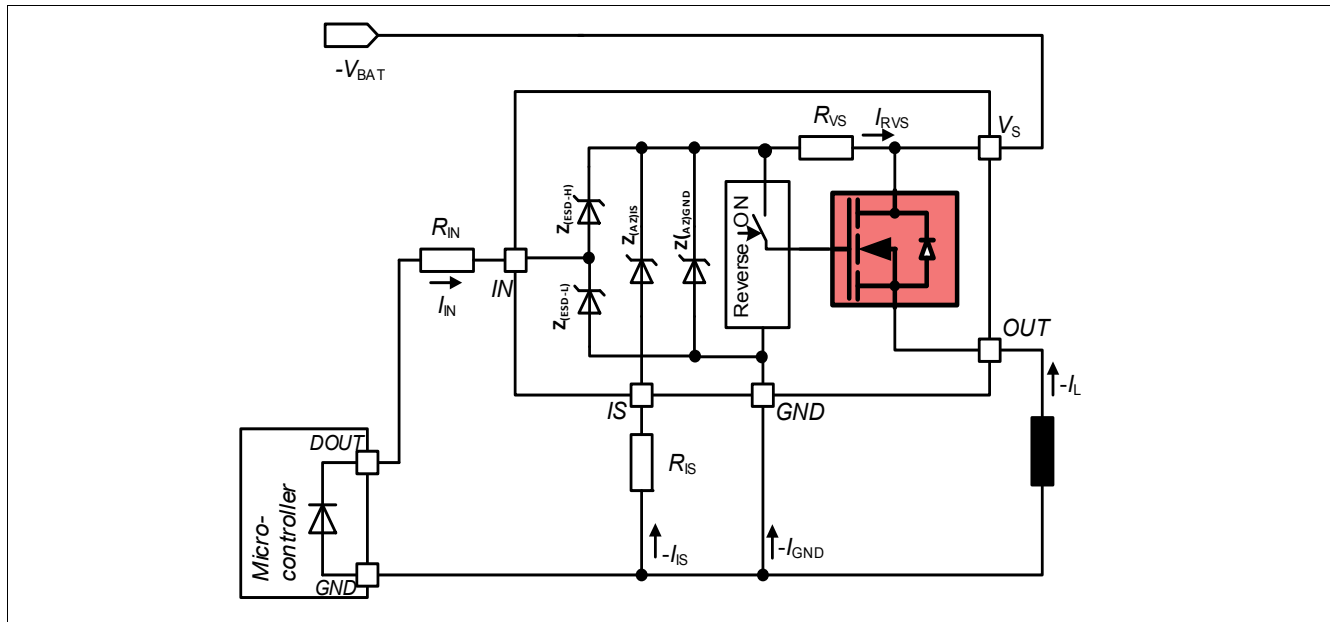 -VBAT
RVS
IRVS
VS
Z(ESD-H)
Z(AZ)IS
Z(AZ)GND
Reverse ON
RIN
IIN
IN
Z(ESD-L)
OUT
-IL
IS
GND
DOUT
RIS
Micro-
controller
-IIS
-IGND
GND